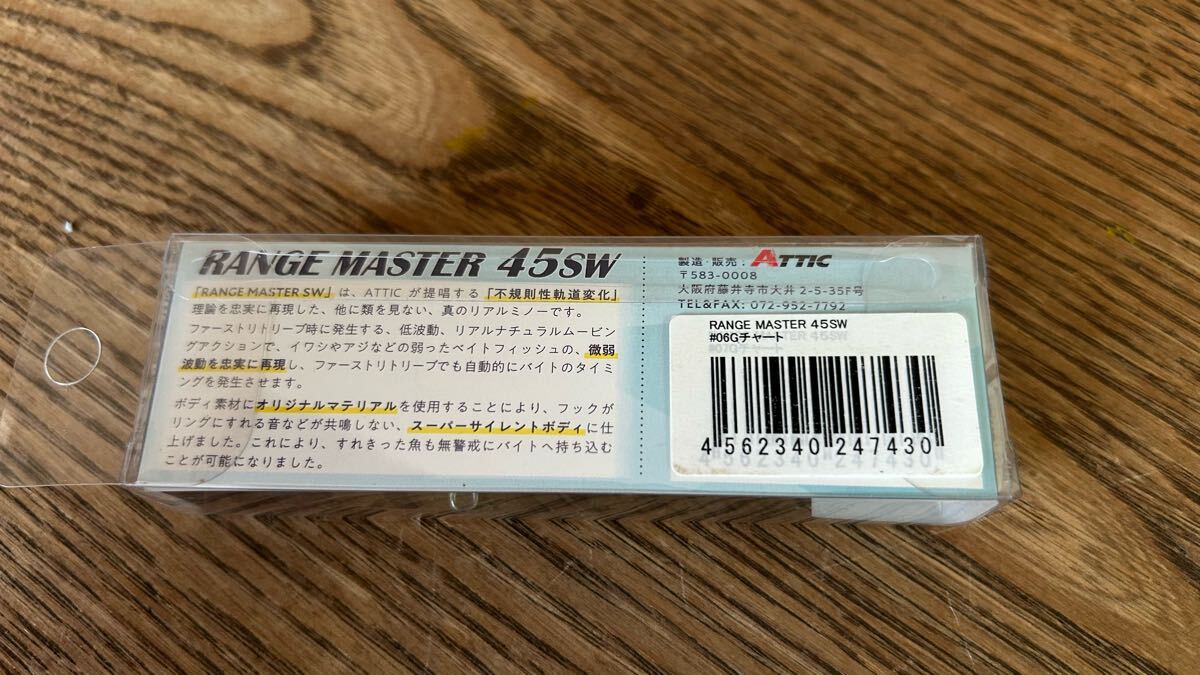 RANGE MASTER 45SW
「RANGE MASTER SW」は、ATTIC が提唱する「不規則性軌道変化」
理論を忠実に再現した、他に類を見ない、真のリアルミノーです。
ファーストリトリーブ時に発生する、低波動、リアルナチュラルムービン
グアクションで、イワシやアジなどの弱ったベイトフィッシュの、微弱
波動を忠実に再現し、ファーストリトリーブでも自動的にバイトのタイミ
ングを発生させます。
ボディ素材にオリジナルマテリアルを使用することにより、フックが
リングにすれる音などが共鳴しない、スーパーサイレントボディに仕
上げました。これにより、すれきった魚も無警戒にバイトへ持ち込む
ことが可能になりました。
製造・販売：ATTIC
〒583-0008
大阪府藤井寺市大井 2-5-35F号
TEL&FAX: 072-952-7792
RANGE MASTER 45SW
#06Gチャート
RANGE MASTER 45SW
#07Gチャート
4 562340 247430